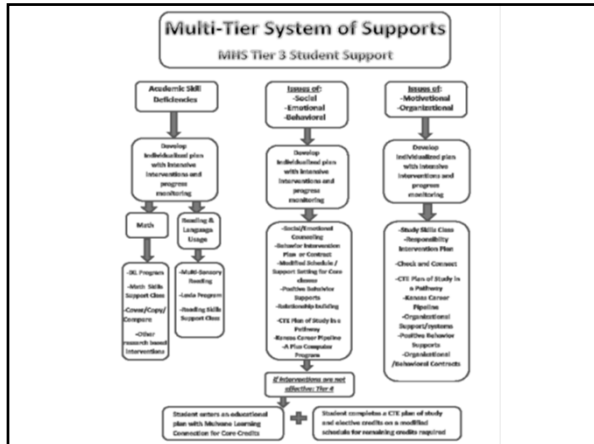 Multi-Tier System of Supports
MHS Tier 3 Student Support
Academic Skill
Deficiencies
Develop
individualized plan
with intensive
interventions and
progress
monitoring
Math
Reading &
Language
Usage
-IXL Program
-Math Skills
Support Class
-Cover/Copy/
Compare
-Other
research based
interventions
-Multi-Sensory
Reading
-Lexia Program
-Reading Skills
Support Class
Issues of:
-Social
-Emotional
-Behavioral
Develop
individualized plan
with intensive
interventions and
progress
monitoring
-Social/Emotional
Counseling
-Behavior Intervention
Plan or Contract
-Modified Schedule /
Support Setting for Core
classes
-Positive Behavior
Supports
-Relationship building
-CTE Plan of Study in a
Pathway
-Kansas Career Pipeline
-A Plus Computer
Program
Issues of:
-Motivational
-Organizational
Develop
individualized plan
with intensive
interventions and
progress
monitoring
-Study Skills Class
-Responsibility
Intervention Plan
-Check and Connect
-CTE Plan of Study in
a Pathway
-Kansas Career
Pipeline
-Organizational
Support/systems
-Positive Behavior
Supports
-Organizational
/Behavioral Contracts
If interventions are not
effective: Tier 4
Student enters an educational
plan with Mulvane Learning
Connection for Core Credits
Student completes a CTE plan of study
and elective credits on a modified
schedule for remaining credits required